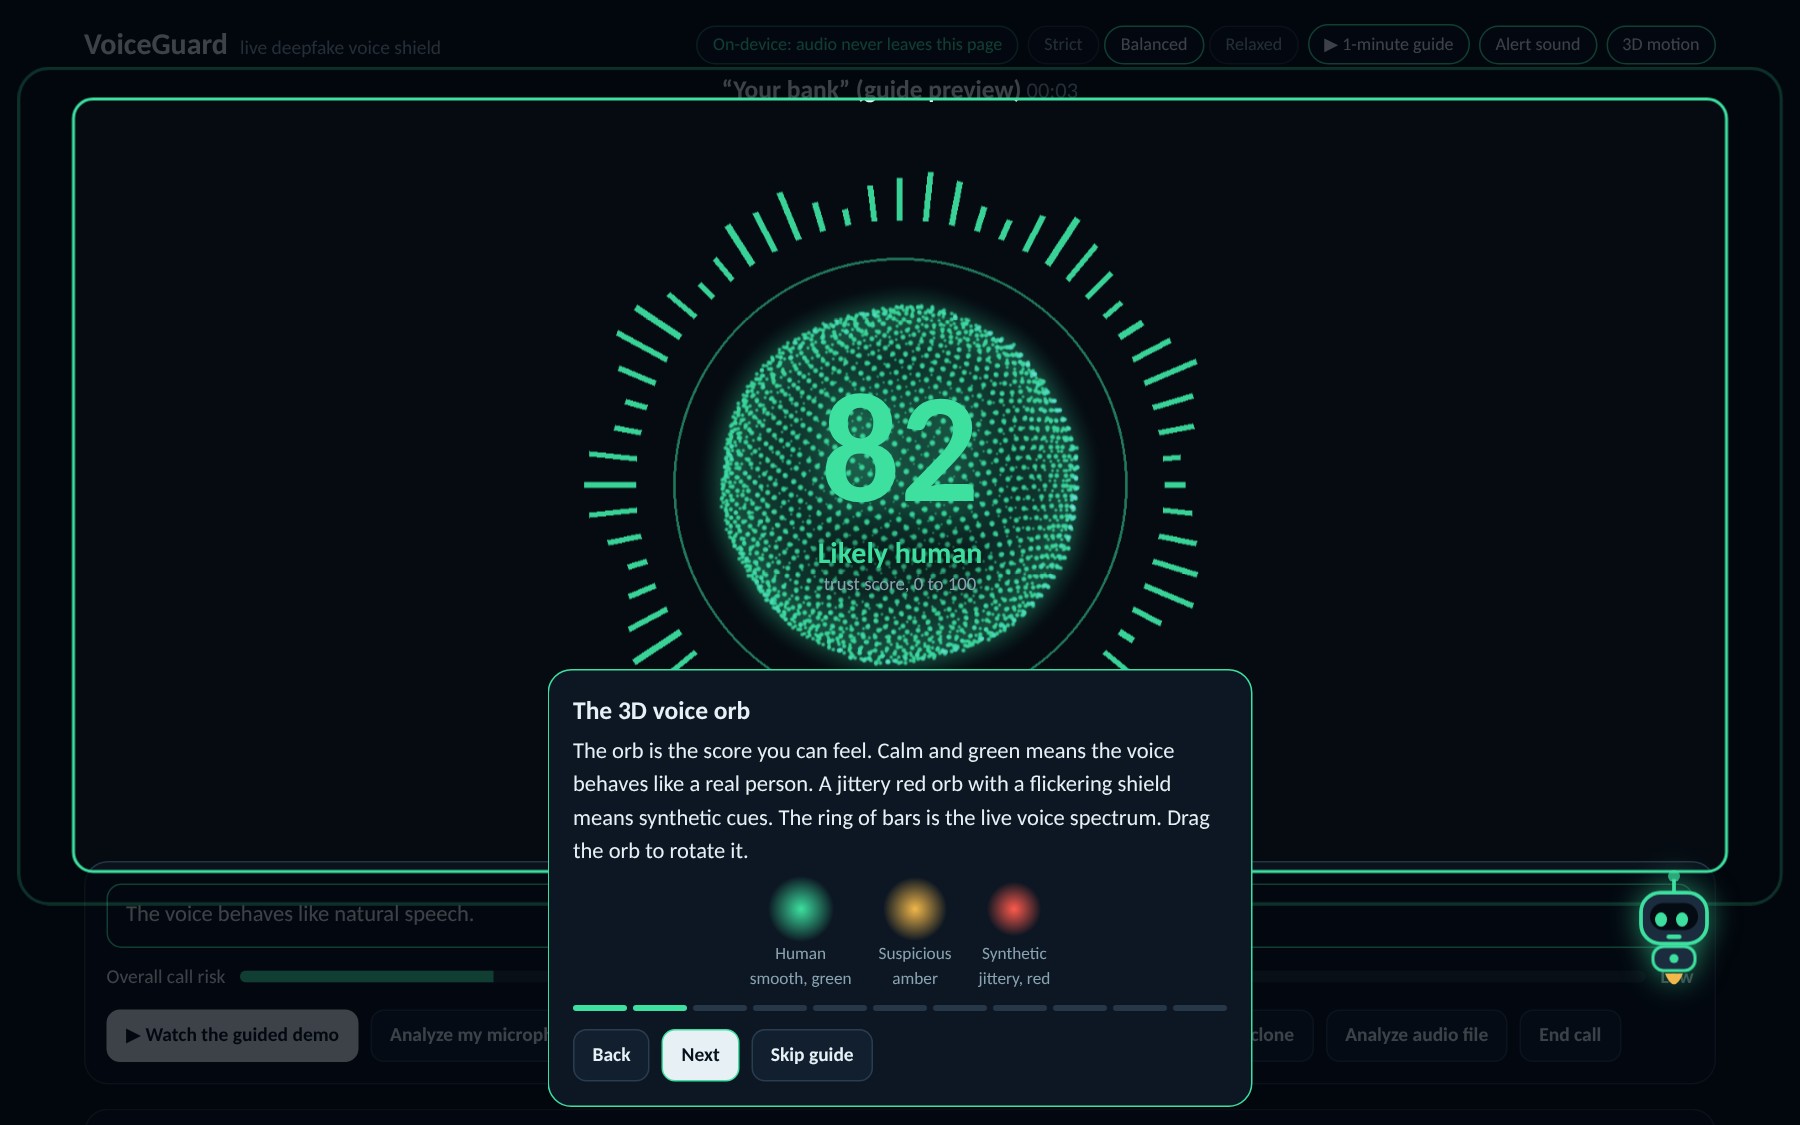 VoiceGuard live deepfake voice shield
On-device: audio never leaves this page
Strict
Balanced
Relaxed
▶ 1-minute guide
Alert sound
3D motion
“Your bank” (guide preview) 00:03
82
Likely human
trust score, 0 to 100
The 3D voice orb
The orb is the score you can feel. Calm and green means the voice
behaves like a real person. A jittery red orb with a flickering shield
means synthetic cues. The ring of bars is the live voice spectrum. Drag
the orb to rotate it.
Human
smooth, green
Suspicious
amber
Synthetic
jittery, red
Back
Next
Skip guide
The voice behaves like natural speech.
Overall call risk
▶ Watch the guided demo
Analyze my
clone
Analyze audio file
End call